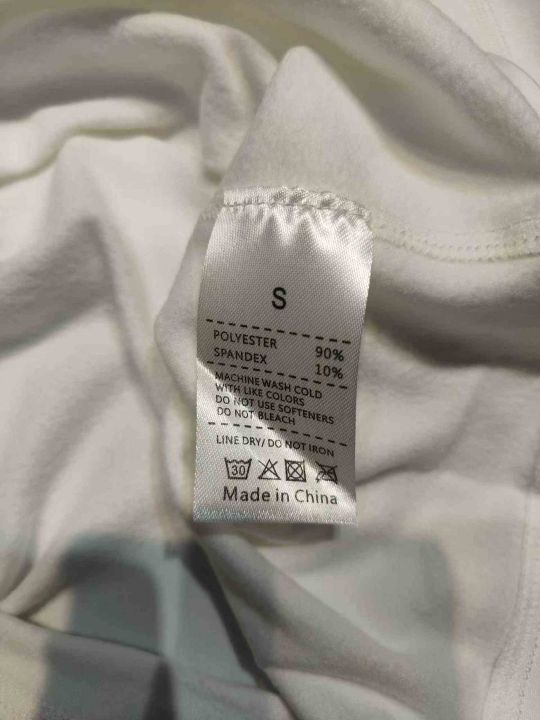 S
POLYESTER 90%
SPANDEX 10%
MACHINE WASH COLD
WITH LIKE COLORS
DO NOT USE SOFTENERS
DO NOT BLEACH
LINE DRY/ DO NOT IRON
30
Made in China